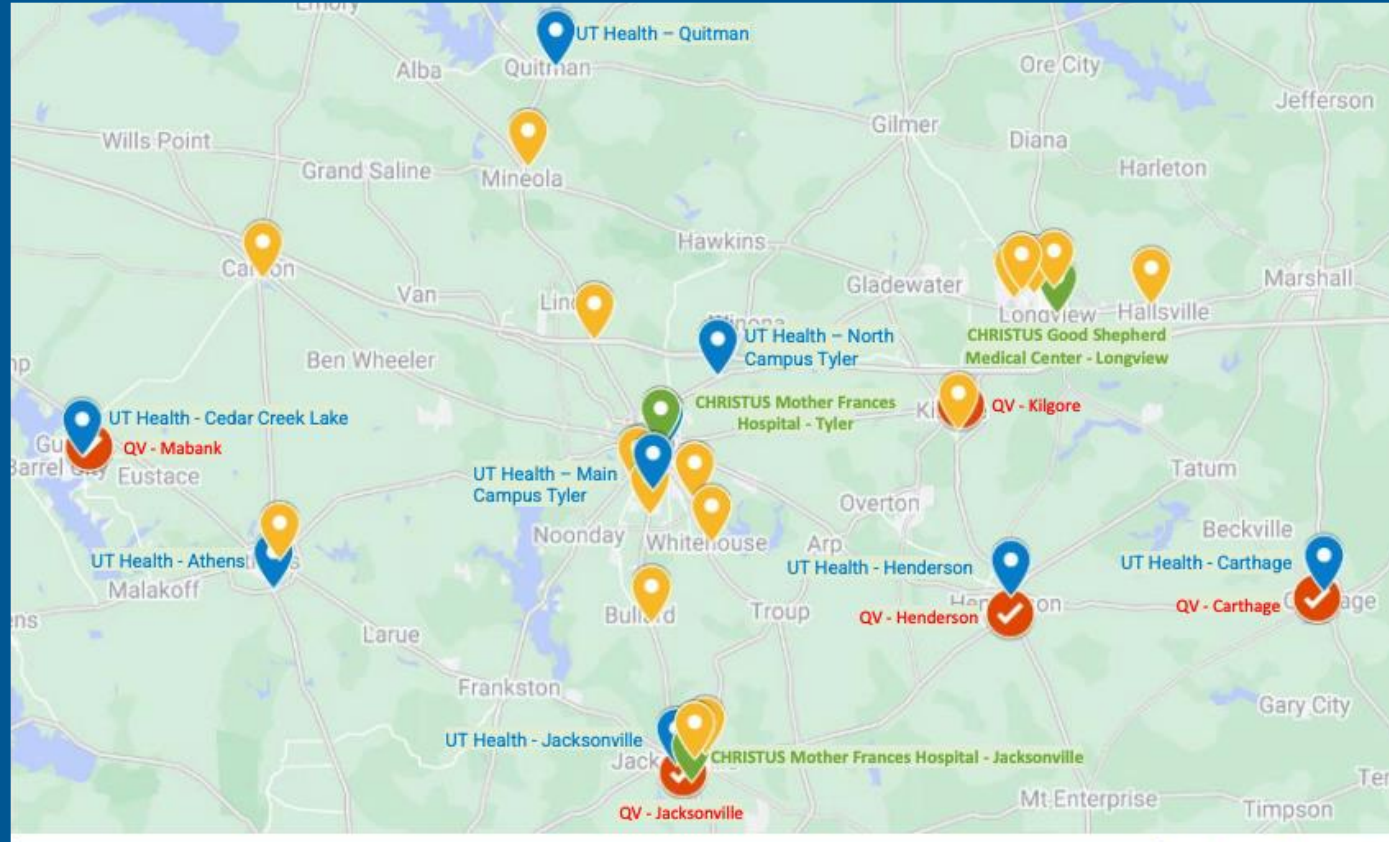 Emory
UT Health – Quitman
Alba
Quitman
Ore City
Jefferson
Gilmer
Wills Point
Diana
Grand Saline
Mineola
Harleton
Hawkins
Canton
Van
Gladewater
Marshall
Longview
Hallsville
Winona
UT Health – North
Campus Tyler
CHRISTUS Good Shepherd
Medical Center - Longview
Ben Wheeler
UT Health - Cedar Creek Lake
QV - Mabank
CHRISTUS Mother Frances
Hospital - Tyler
QV - Kilgore
Barrel City
Eustace
UT Health – Main
Campus Tyler
Tatum
Overton
Noonday
Whitehouse
Arp
Beckville
UT Health - Athens
UT Health - Henderson
UT Health - Carthage
Malakoff
Bullard
Troup
QV - Henderson
Henderson
QV - Carthage
Larue
Frankston
Gary City
UT Health - Jacksonville
CHRISTUS Mother Frances Hospital - Jacksonville
QV - Jacksonville
Mt Enterprise
Timpson